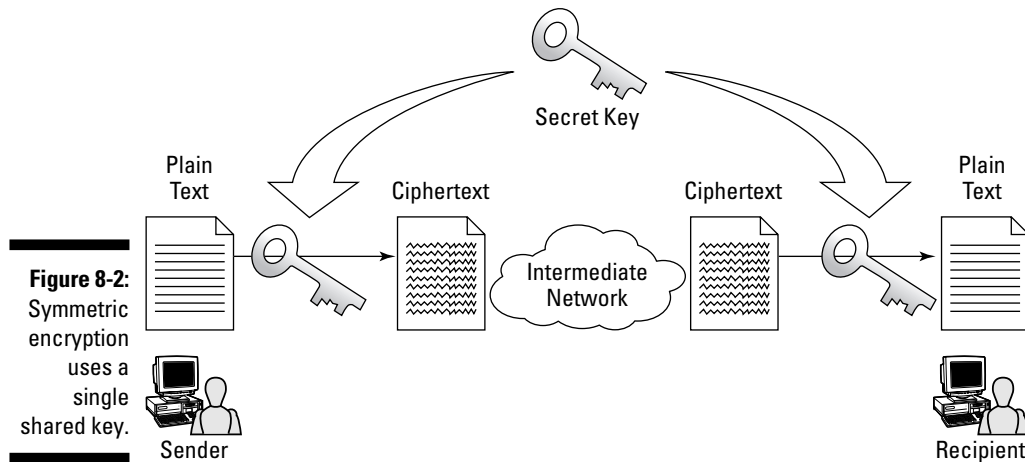 Secret Key
Plain
Text
Ciphertext
Ciphertext
Plain
Text
Intermediate
Network
Figure 8-2:
Symmetric
encryption
uses a
single
shared key.
Sender
Recipient